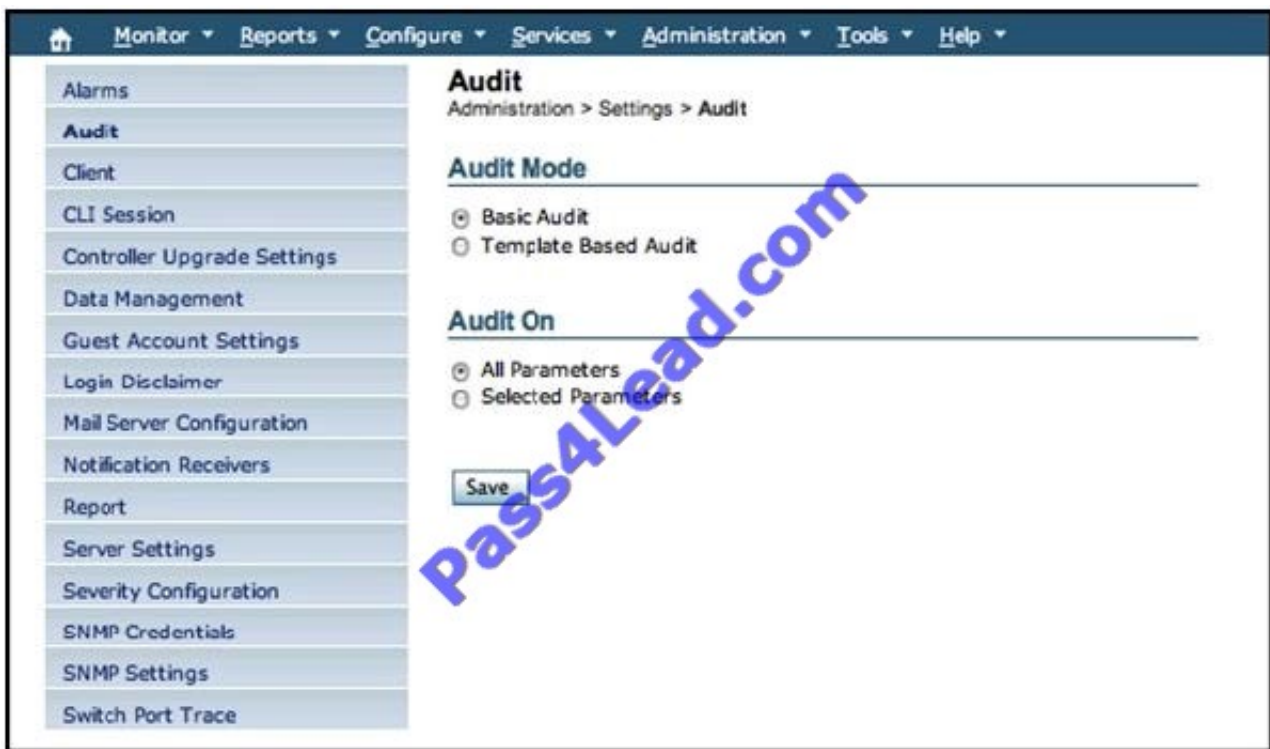 Monitor Reports Configure Services Administration Tools Help
Alarms
Audit
Client
CLI Session
Controller Upgrade Settings
Data Management
Guest Account Settings
Login Disclaimer
Mail Server Configuration
Notification Receivers
Report
Server Settings
Severity Configuration
SNMP Credentials
SNMP Settings
Switch Port Trace
Audit
Administration > Settings > Audit
Audit Mode
Basic Audit
Template Based Audit
Audit On
All Parameters
Selected Parameters
Save
Pass4Lead.com